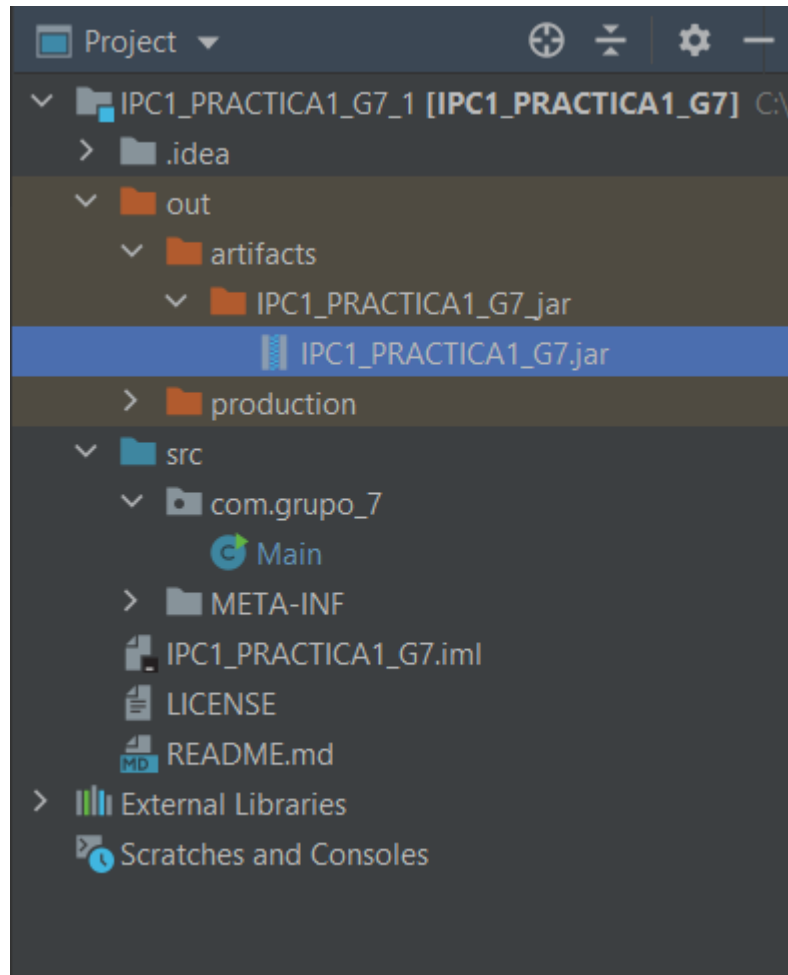 Project
IPC1_PRACTICA1_G7_1 [IPC1_PRACTICA1_G7] C:\
.idea
out
artifacts
IPC1_PRACTICA1_G7_jar
IPC1_PRACTICA1_G7.jar
production
src
com.grupo_7
C Main
META-INF
IPC1_PRACTICA1_G7.iml
LICENSE
MD README.md
External Libraries
Scratches and Consoles